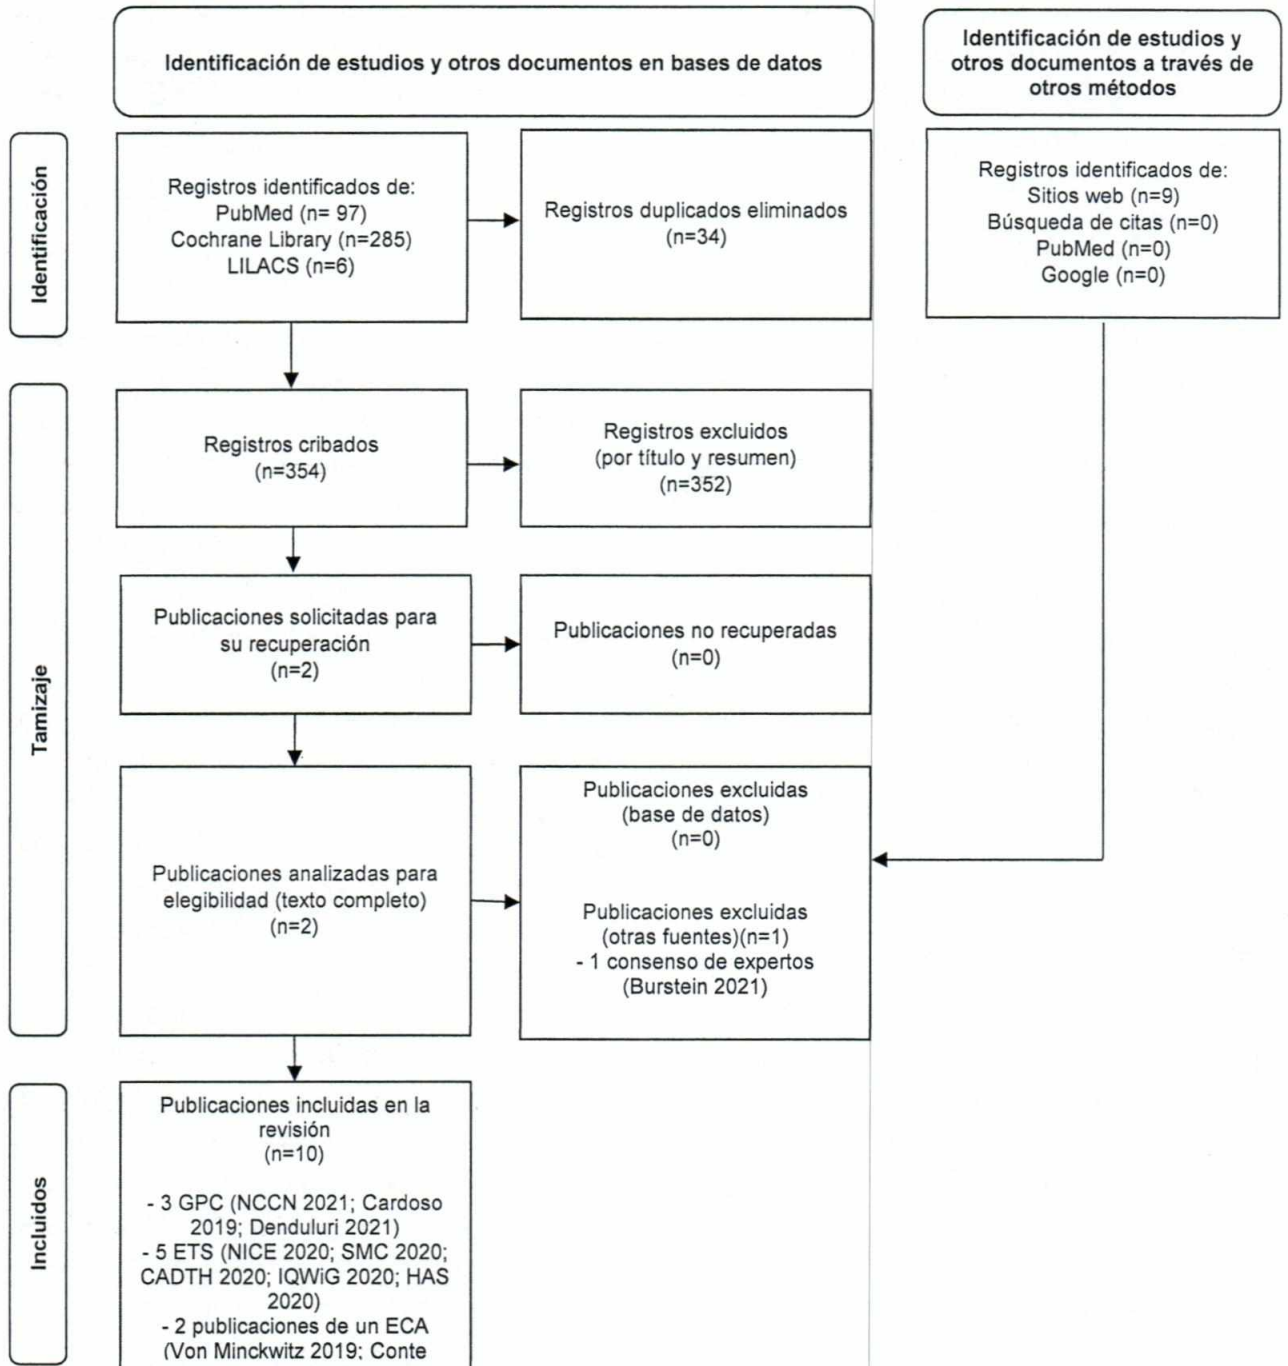 Identificación de estudios y otros documentos en bases de datos
Identificación de estudios y
otros documentos a través de
otros métodos
Identificación
Registros identificados de:
PubMed (n= 97)
Cochrane Library (n=285)
LILACS (n=6)
Registros duplicados eliminados
(n=34)
Registros identificados de:
Sitios web (n=9)
Búsqueda de citas (n=0)
PubMed (n=0)
Google (n=0)
Tamizaje
Registros cribados
(n=354)
Registros excluidos
(por título y resumen)
(n=352)
Publicaciones solicitadas para
su recuperación
(n=2)
Publicaciones no recuperadas
(n=0)
Publicaciones analizadas para
elegibilidad (texto completo)
(n=2)
Publicaciones excluidas
(base de datos)
(n=0)
Publicaciones excluidas
(otras fuentes)(n=1)
- 1 consenso de expertos
(Burstein 2021)
Incluidos
Publicaciones incluidas en la
revisión
(n=10)
- 3 GPC (NCCN 2021; Cardoso
2019; Denduluri 2021)
- 5 ETS (NICE 2020; SMC 2020;
CADTH 2020; IQWiG 2020; HAS
2020)
- 2 publicaciones de un ECA
(Von Minckwitz 2019; Conte